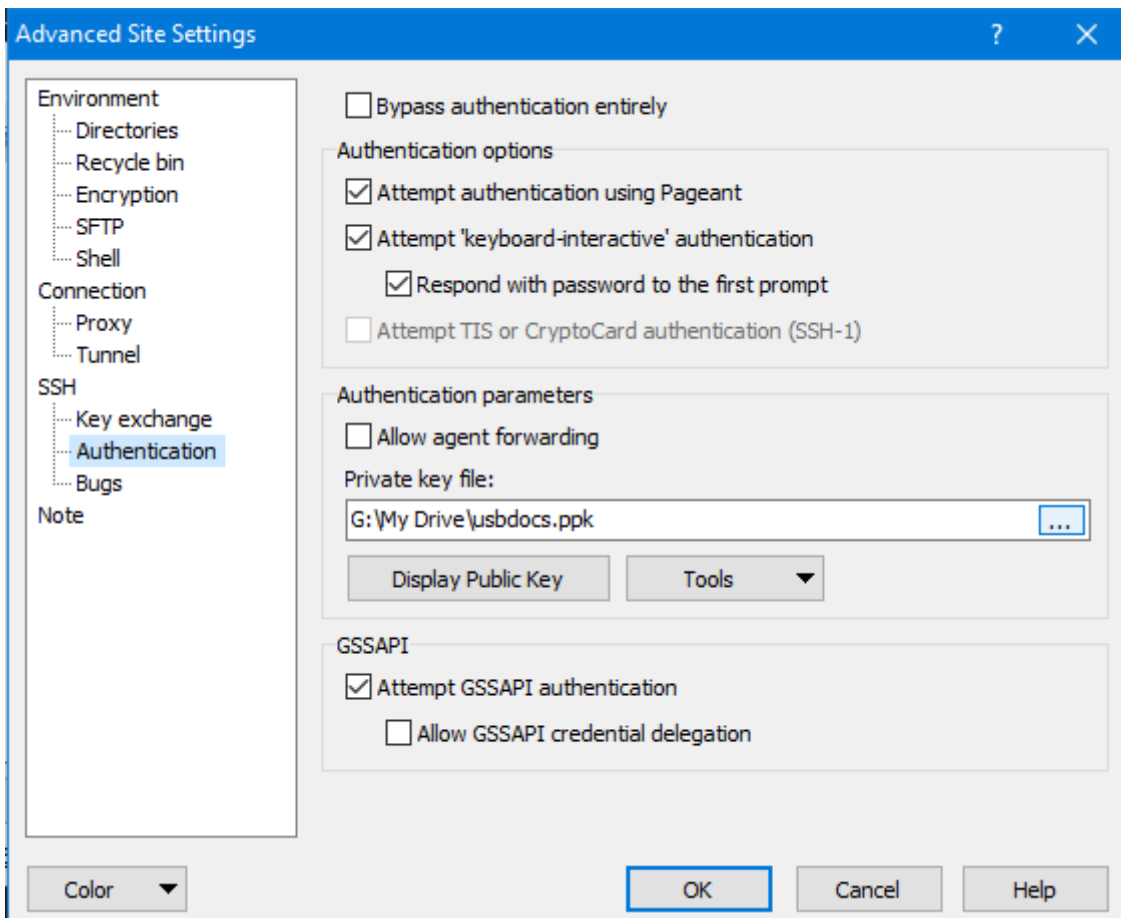 Advanced Site Settings ?
Environment
Directories
Recycle bin
Encryption
SFTP
Shell
Connection
Proxy
Tunnel
SSH
Key exchange
Authentication
Bugs
Note
Bypass authentication entirely
Authentication options
Attempt authentication using Pageant
Attempt 'keyboard-interactive' authentication
Respond with password to the first prompt
Attempt TIS or CryptoCard authentication (SSH-1)
Authentication parameters
Allow agent forwarding
Private key file:
G:\My Drive\usbdocs.ppk ...
Display Public Key Tools
GSSAPI
Attempt GSSAPI authentication
Allow GSSAPI credential delegation
Color OK Cancel Help